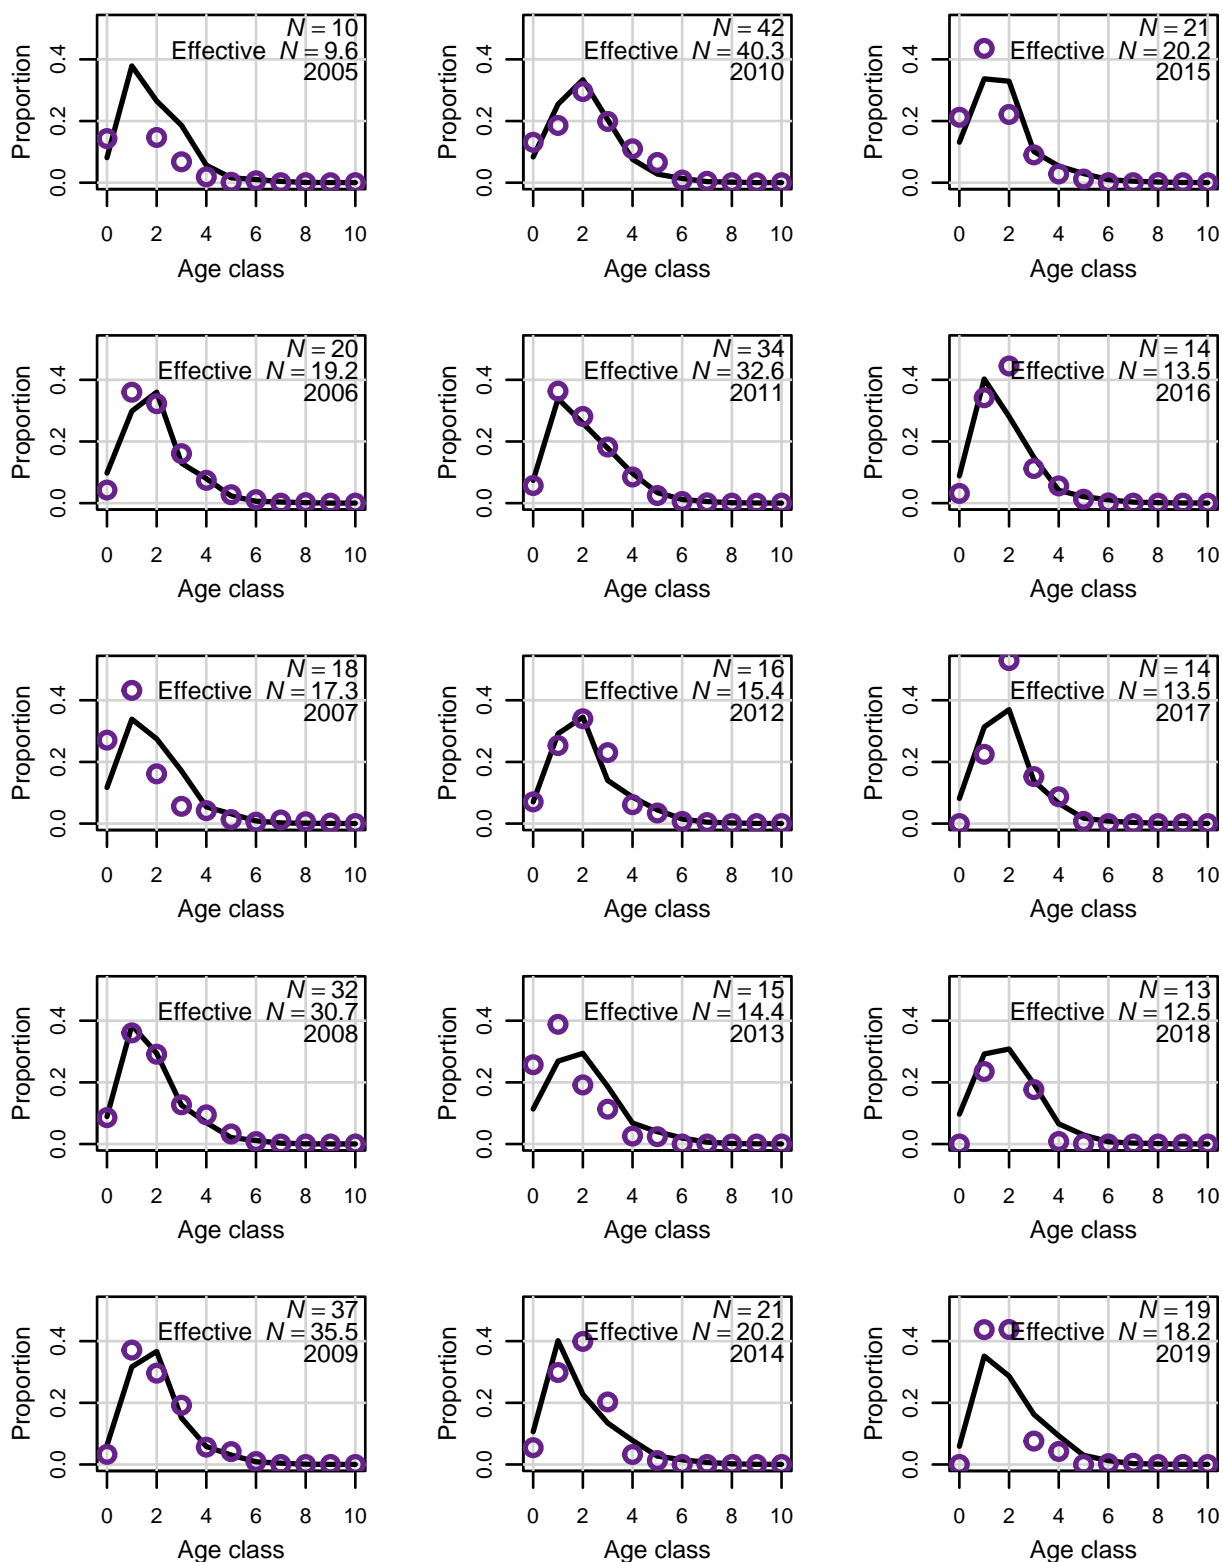 N = 10
Effective N = 9.6
2005
Proportion
0.0 0.2 0.4
0 2 4 6 8 10
Age class
N = 42
Effective N = 40.3
2010
Proportion
0.0 0.2 0.4
0 2 4 6 8 10
Age class
N = 21
Effective N = 20.2
2015
Proportion
0.0 0.2 0.4
0 2 4 6 8 10
Age class
N = 20
Effective N = 19.2
2006
Proportion
0.0 0.2 0.4
0 2 4 6 8 10
Age class
N = 34
Effective N = 32.6
2011
Proportion
0.0 0.2 0.4
0 2 4 6 8 10
Age class
N = 14
Effective N = 13.5
2016
Proportion
0.0 0.2 0.4
0 2 4 6 8 10
Age class
N = 18
Effective N = 17.3
2007
Proportion
0.0 0.2 0.4
0 2 4 6 8 10
Age class
N = 16
Effective N = 15.4
2012
Proportion
0.0 0.2 0.4
0 2 4 6 8 10
Age class
N = 14
Effective N = 13.5
2017
Proportion
0.0 0.2 0.4
0 2 4 6 8 10
Age class
N = 32
Effective N = 30.7
2008
Proportion
0.0 0.2 0.4
0 2 4 6 8 10
Age class
N = 15
Effective N = 14.4
2013
Proportion
0.0 0.2 0.4
0 2 4 6 8 10
Age class
N = 13
Effective N = 12.5
2018
Proportion
0.0 0.2 0.4
0 2 4 6 8 10
Age class
N = 37
Effective N = 35.5
2009
Proportion
0.0 0.2 0.4
0 2 4 6 8 10
Age class
N = 21
Effective N = 20.2
2014
Proportion
0.0 0.2 0.4
0 2 4 6 8 10
Age class
N = 19
Effective N = 18.2
2019
Proportion
0.0 0.2 0.4
0 2 4 6 8 10
Age class